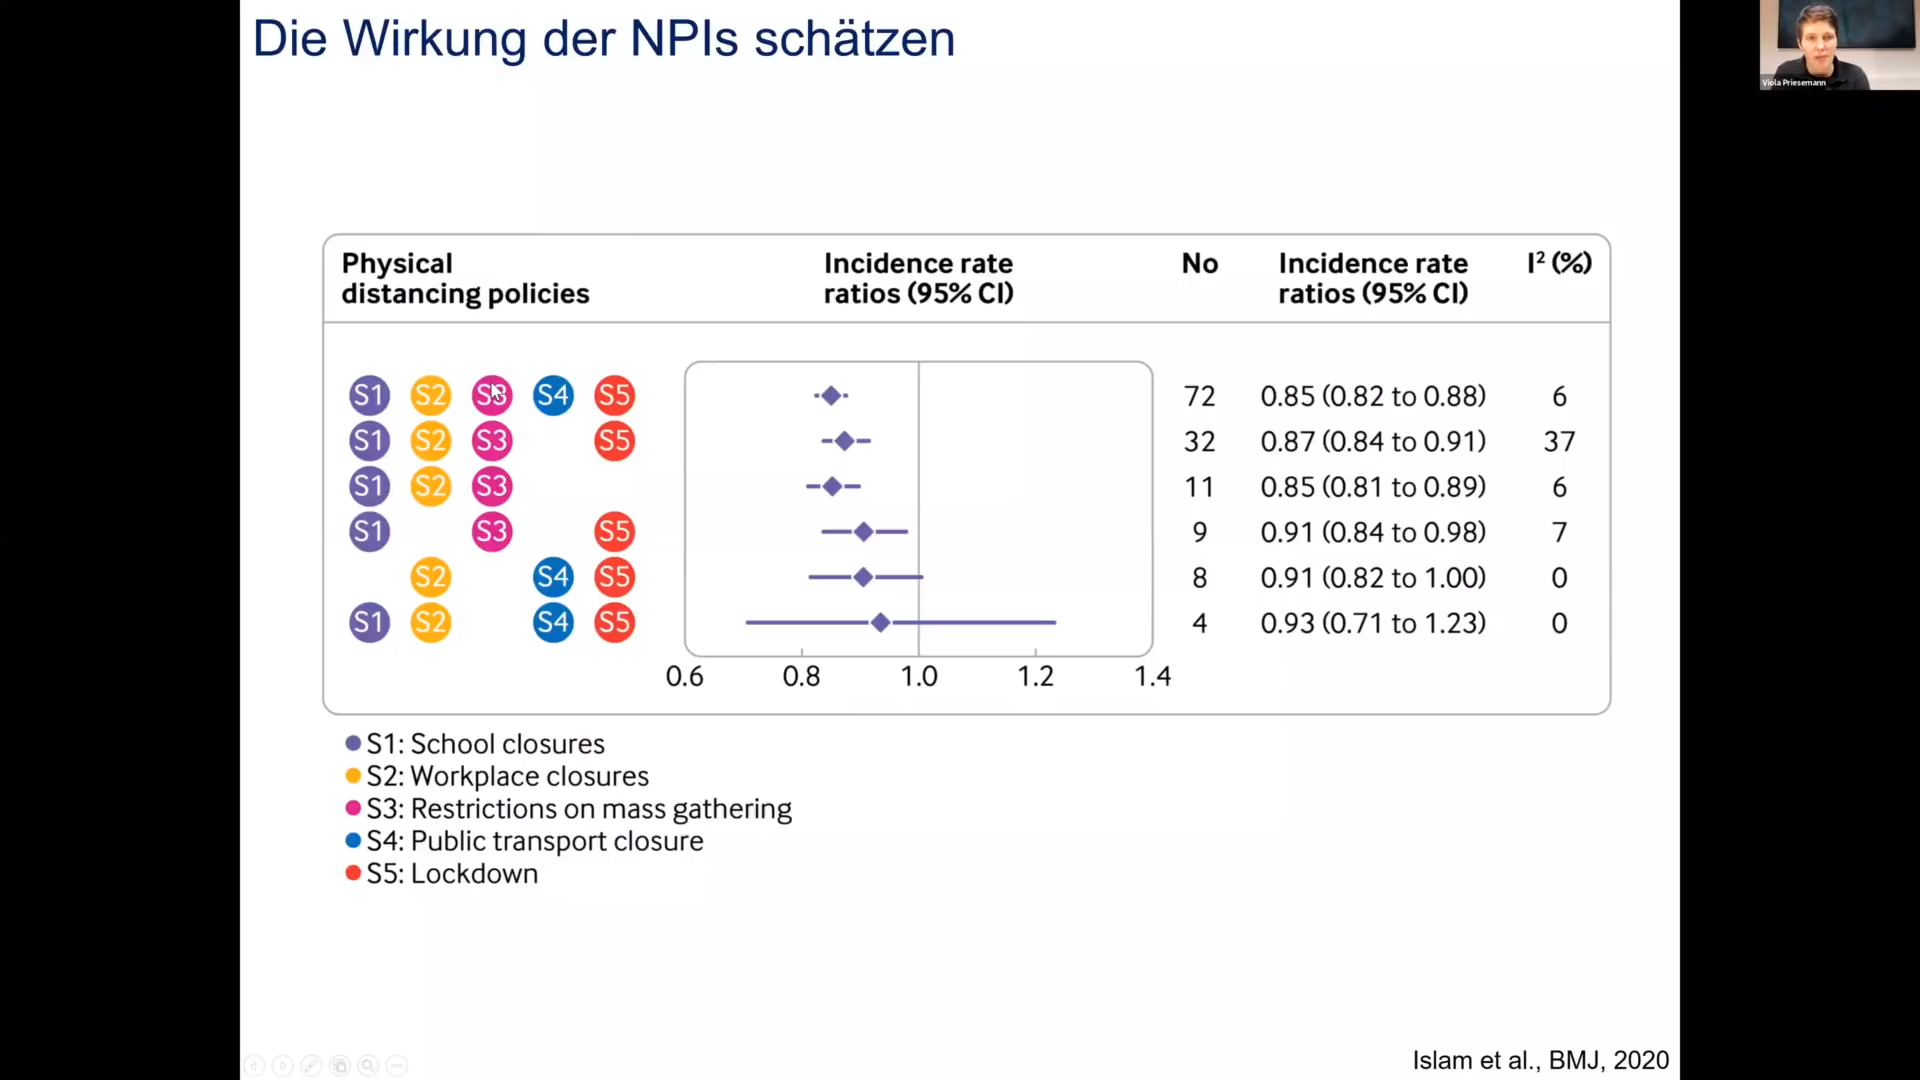 Die Wirkung der NPIs schätzen
Viola Priesemann
Physical
distancing policies
Incidence rate
ratios (95% CI)
No
Incidence rate
ratios (95% CI)
I² (%)
S1 S2 S3 S4 S5 72 0.85 (0.82 to 0.88) 6
S1 S2 S3 S5 32 0.87 (0.84 to 0.91) 37
S1 S2 S3 11 0.85 (0.81 to 0.89) 6
S1 S3 S5 9 0.91 (0.84 to 0.98) 7
S2 S4 S5 8 0.91 (0.82 to 1.00) 0
S1 S2 S4 S5 4 0.93 (0.71 to 1.23) 0
0.6 0.8 1.0 1.2 1.4
S1: School closures
S2: Workplace closures
S3: Restrictions on mass gathering
S4: Public transport closure
S5: Lockdown
Islam et al., BMJ, 2020